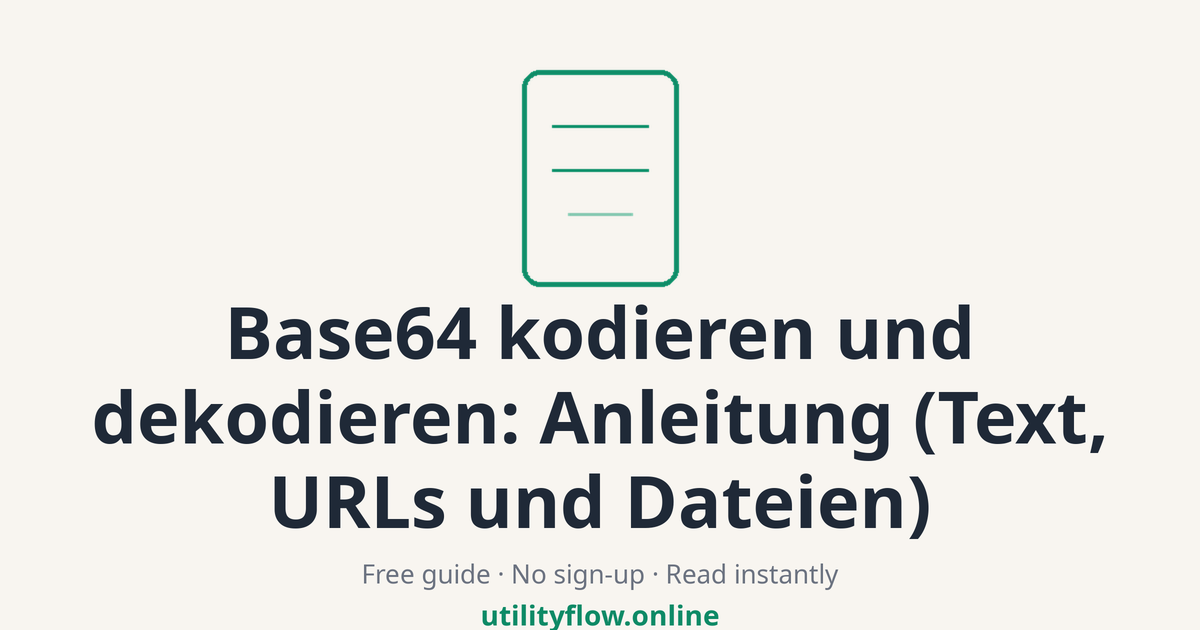 Base64 kodieren und
dekodieren: Anleitung (Text,
URLs und Dateien)
Free guide · No sign-up · Read instantly
utilityflow.online